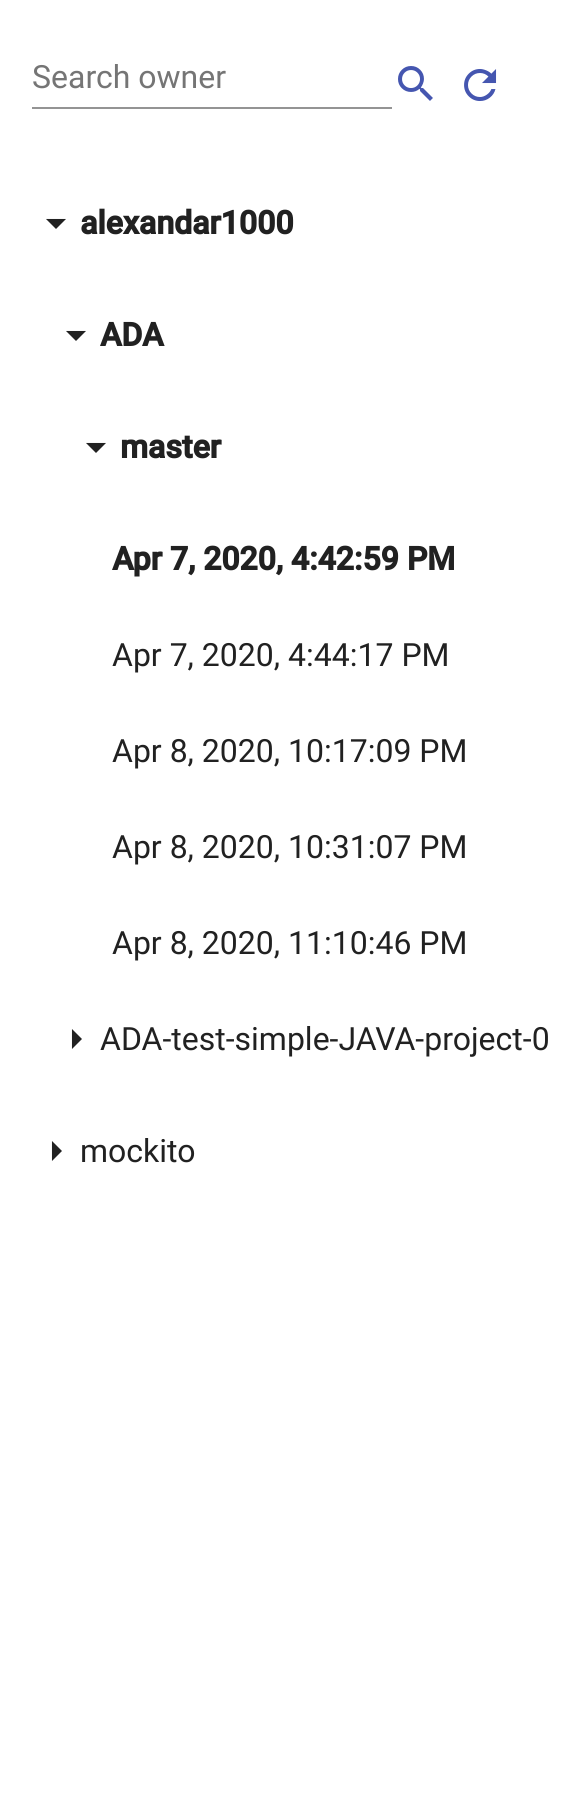 Search owner
alexandar1000
ADA
master
Apr 7, 2020, 4:42:59 PM
Apr 7, 2020, 4:44:17 PM
Apr 8, 2020, 10:17:09 PM
Apr 8, 2020, 10:31:07 PM
Apr 8, 2020, 11:10:46 PM
ADA-test-simple-JAVA-project-0
mockito